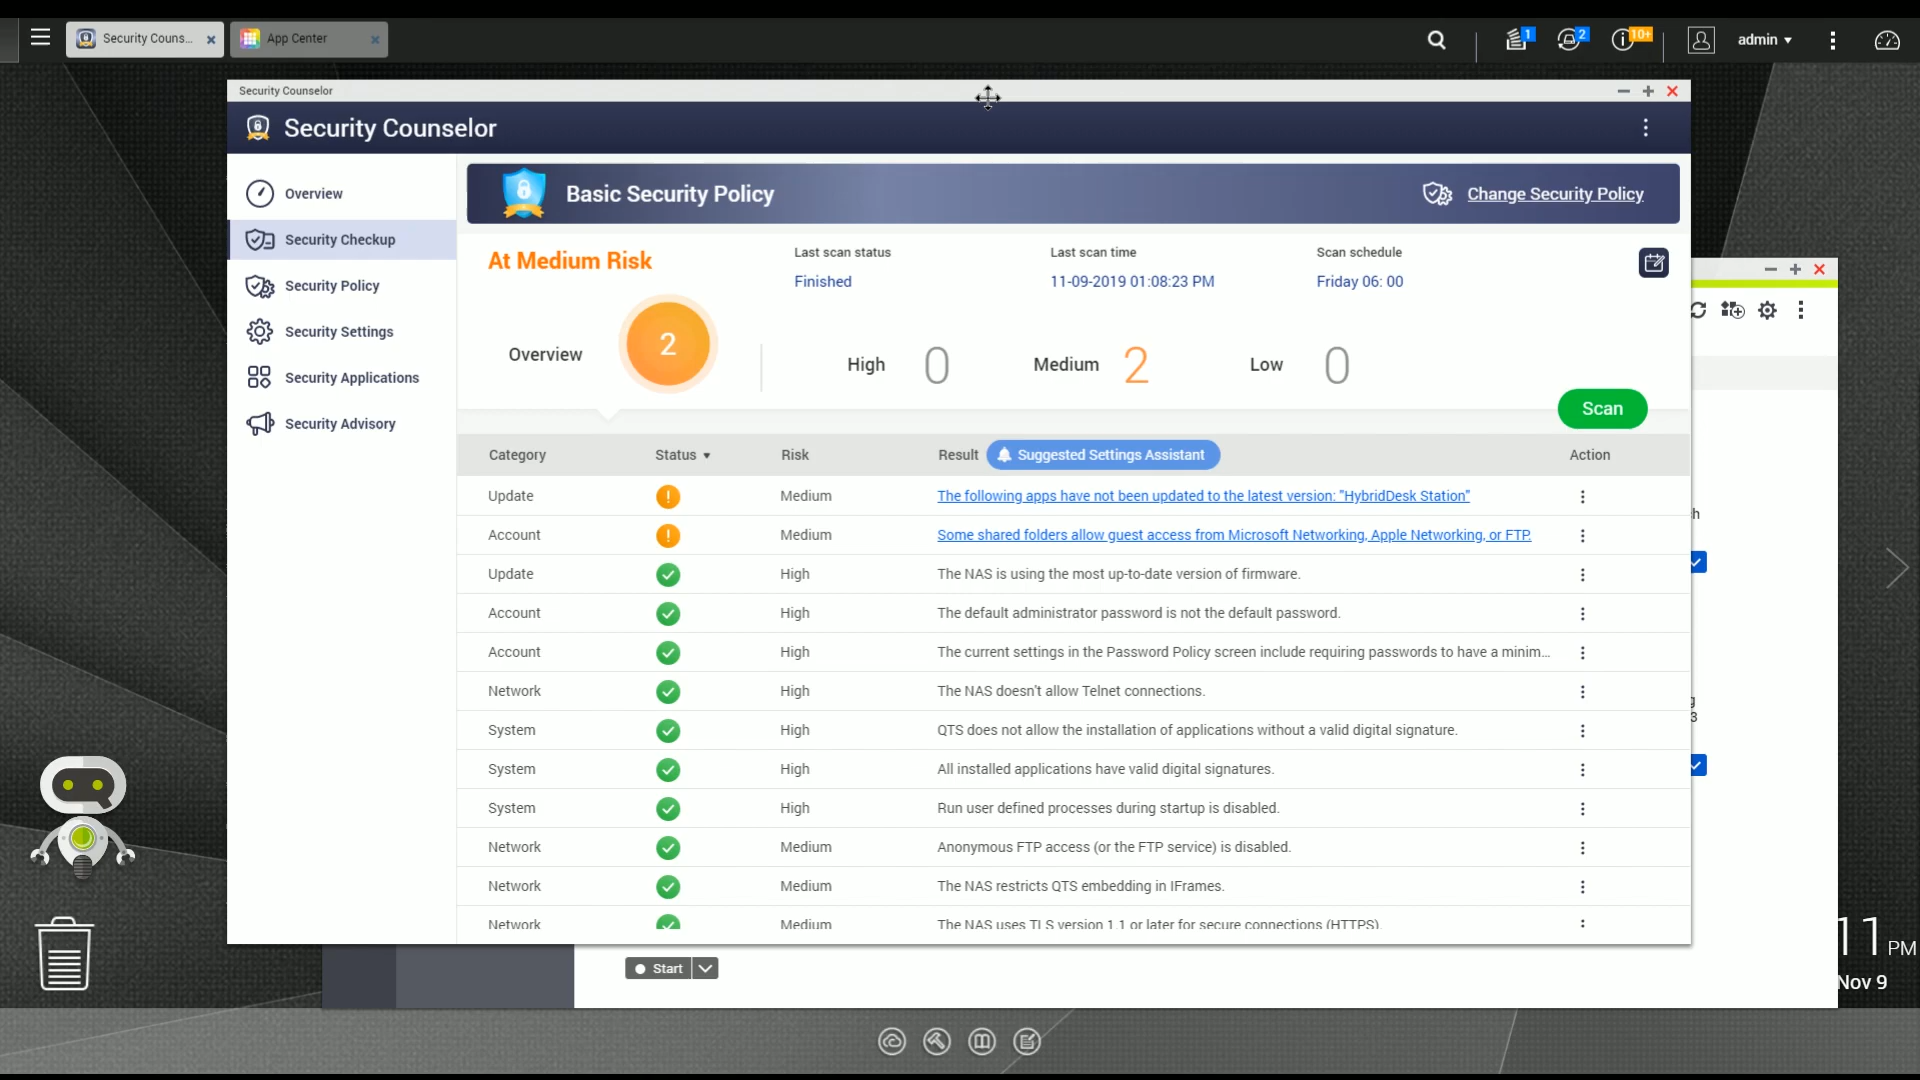 Security Couns...
App Center
1
2
10+
admin
Security Counselor
Security Counselor
Overview
Security Checkup
Security Policy
Security Settings
Security Applications
Security Advisory
Basic Security Policy
Change Security Policy
At Medium Risk
Last scan status
Finished
Last scan time
11-09-2019 01:08:23 PM
Scan schedule
Friday 06: 00
Overview 2
High 0
Medium 2
Low 0
Scan
Category Status Risk Result Suggested Settings Assistant Action
Update Medium The following apps have not been updated to the latest version: "HybridDesk Station"
Account Medium Some shared folders allow guest access from Microsoft Networking, Apple Networking, or FTP.
Update High The NAS is using the most up-to-date version of firmware.
Account High The default administrator password is not the default password.
Account High The current settings in the Password Policy screen include requiring passwords to have a minim...
Network High The NAS doesn't allow Telnet connections.
System High QTS does not allow the installation of applications without a valid digital signature.
System High All installed applications have valid digital signatures.
System High Run user defined processes during startup is disabled.
Network Medium Anonymous FTP access (or the FTP service) is disabled.
Network Medium The NAS restricts QTS embedding in IFrames.
Network Medium The NAS uses TLS version 1.1 or later for secure connections (HTTPS).
Start
11 PM
Nov 9